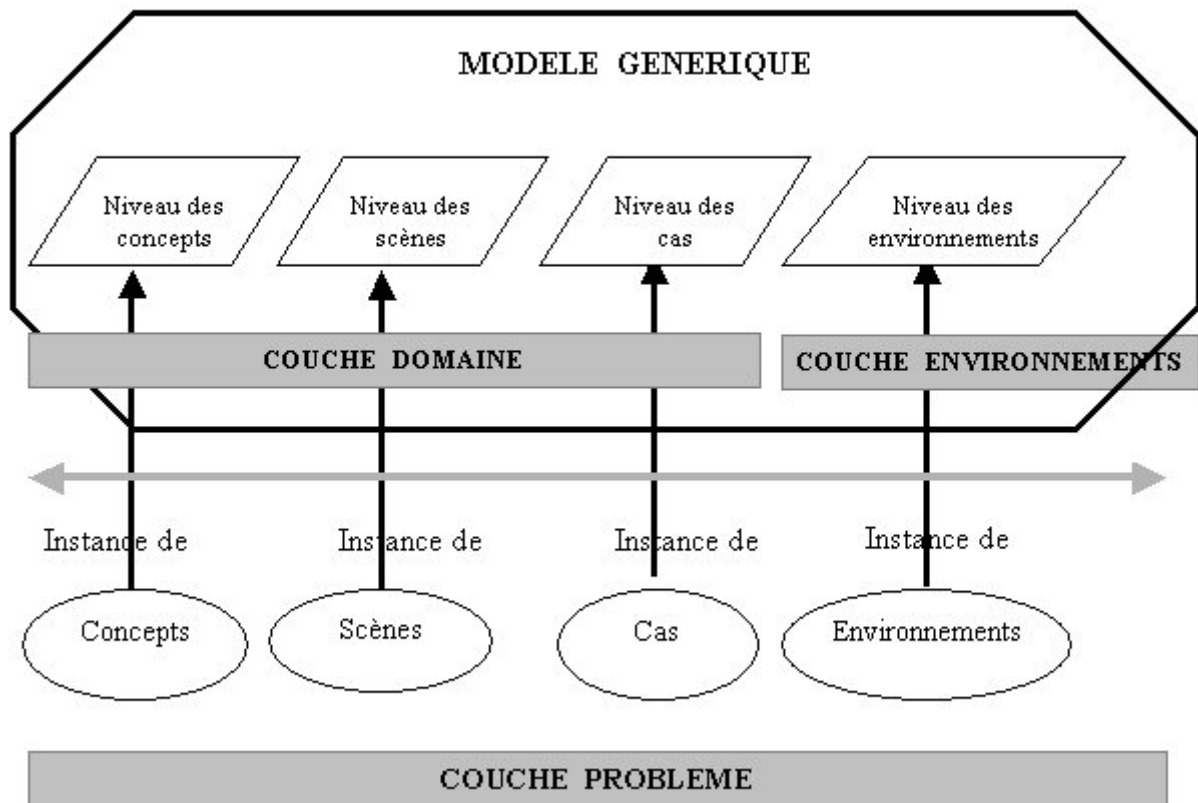 MODELE GENERIQUE
Niveau des
concepts
Niveau des
scènes
Niveau des
cas
Niveau des
environnements
COUCHE DOMAINE
COUCHE ENVIRONNEMENTS
Instance de
Instance de
Instance de
Instance de
Concepts
Scènes
Cas
Environnements
COUCHE PROBLEME